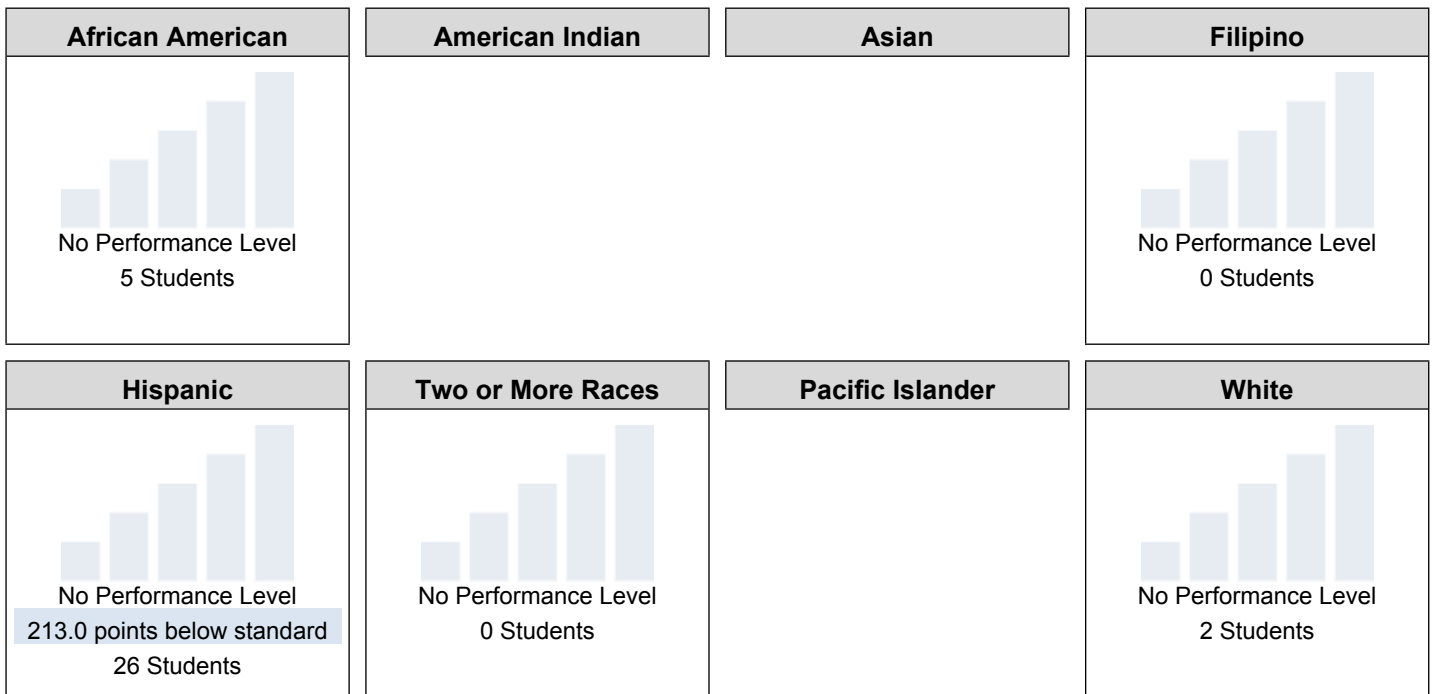 African American
No Performance Level
5 Students
American Indian
Asian
Filipino
No Performance Level
0 Students
Hispanic
No Performance Level
213.0 points below standard
26 Students
Two or More Races
No Performance Level
0 Students
Pacific Islander
White
No Performance Level
2 Students